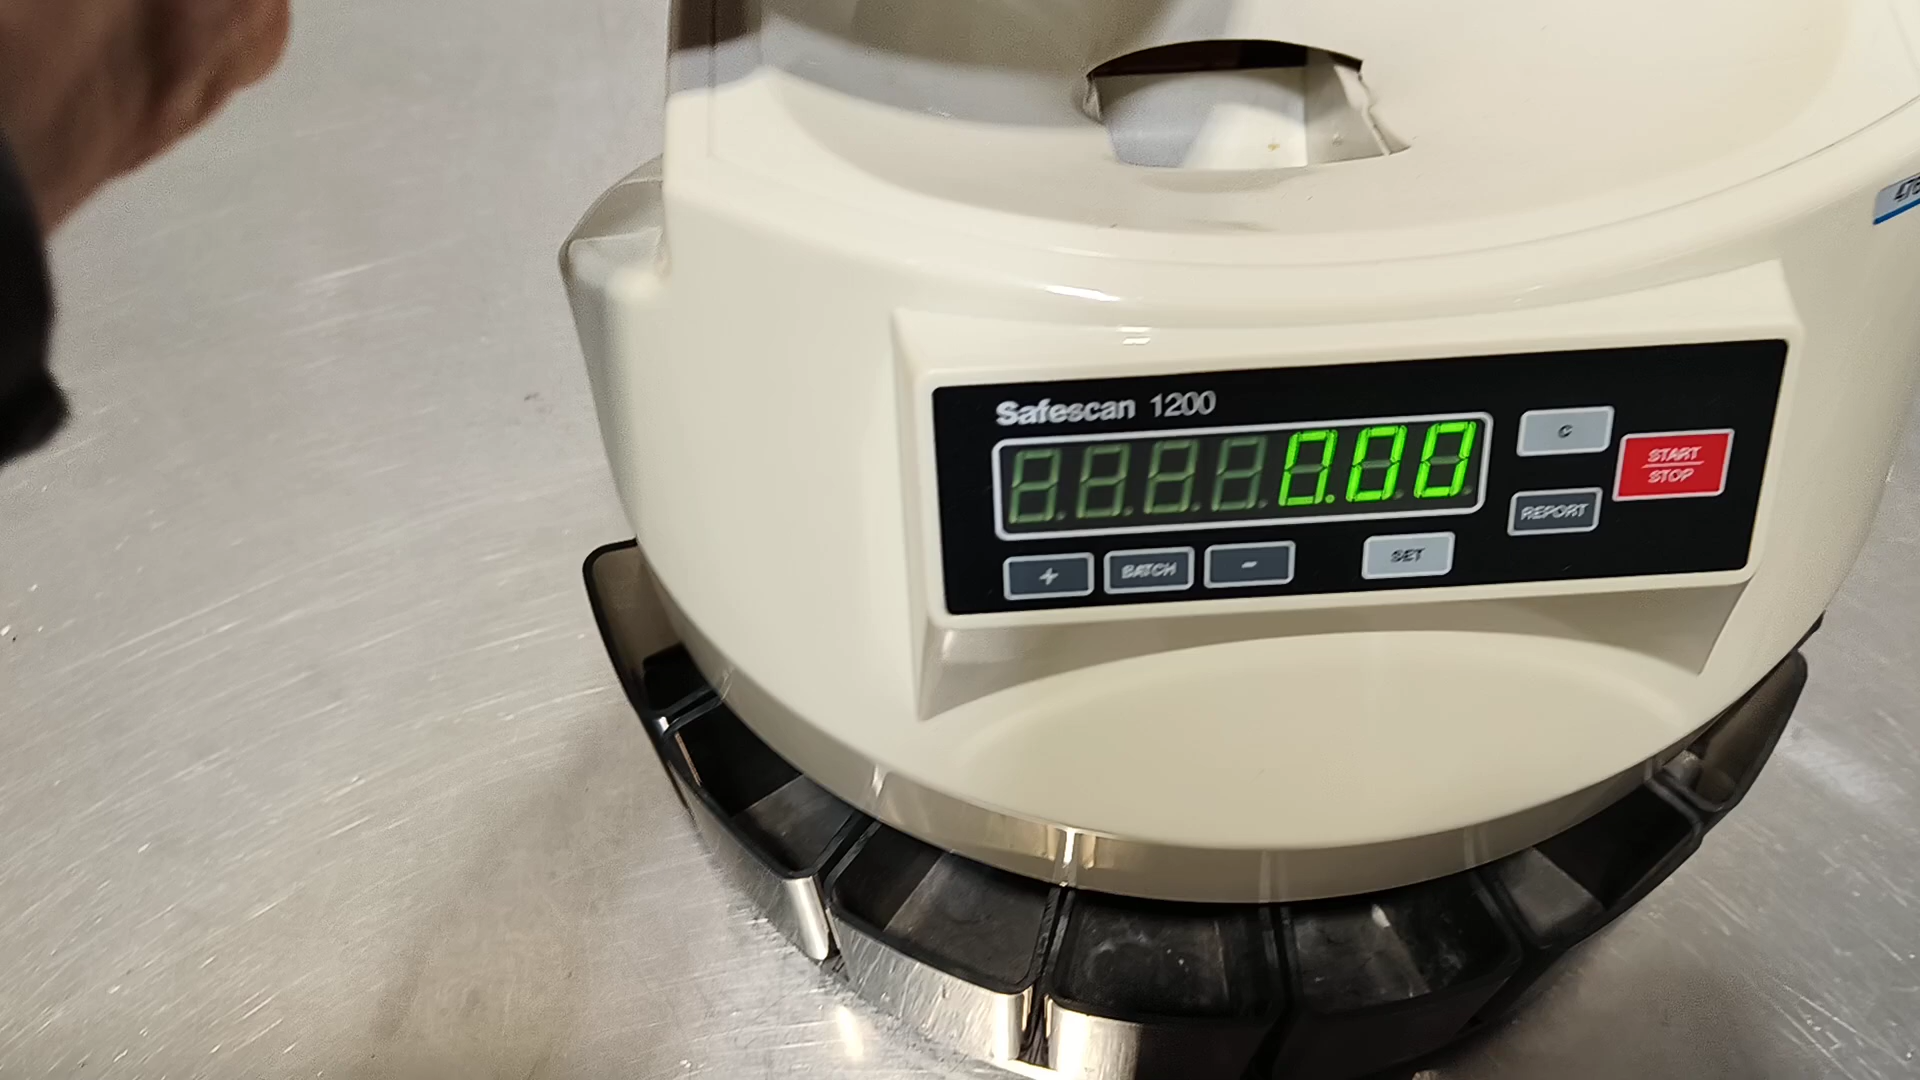 Safescan 1200
0.00
C
START
STOP
REPORT
+
BATCH
-
SET